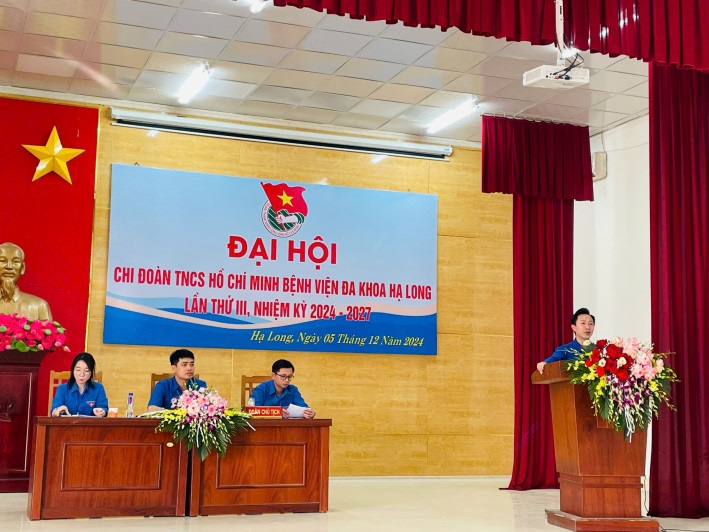 ĐẠI HỘI
CHI ĐOÀN TNCS HỒ CHÍ MINH BỆNH VIỆN ĐA KHOA HẠ LONG
LẦN THỨ III, NHIỆM KỲ 2024 - 2027
Hạ Long, Ngày 05 Tháng 12 Năm 2024
ĐOÀN CHỦ TỊCH